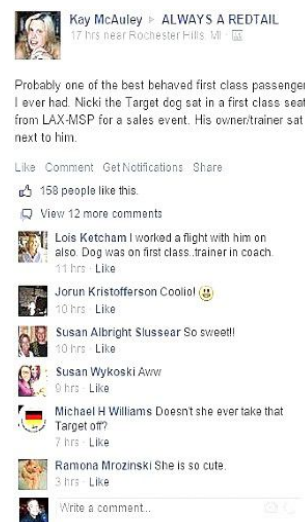 Kay McAuley ▸ ALWAYS A REDTAIL
17 hrs near Rochester Hills, MI ·
Probably one of the best behaved first class passenger
I ever had. Nicki the Target dog sat in a first class seat
from LAX-MSP for a sales event. His owner/trainer sat
next to him.
Like Comment Get Notifications Share
158 people like this.
View 12 more comments
Lois Ketcham I worked a flight with him on
also. Dog was on first class..trainer in coach.
11 hrs · Like
Jorun Kristofferson Coolio!
10 hrs · Like
Susan Albright Slussear So sweet!!
10 hrs · Like
Susan Wykoski Aww
9 hrs · Like
Michael H Williams Doesn't she ever take that
Target off?
7 hrs · Like
Ramona Mrozinski She is so cute.
3 hrs · Like
Write a comment...